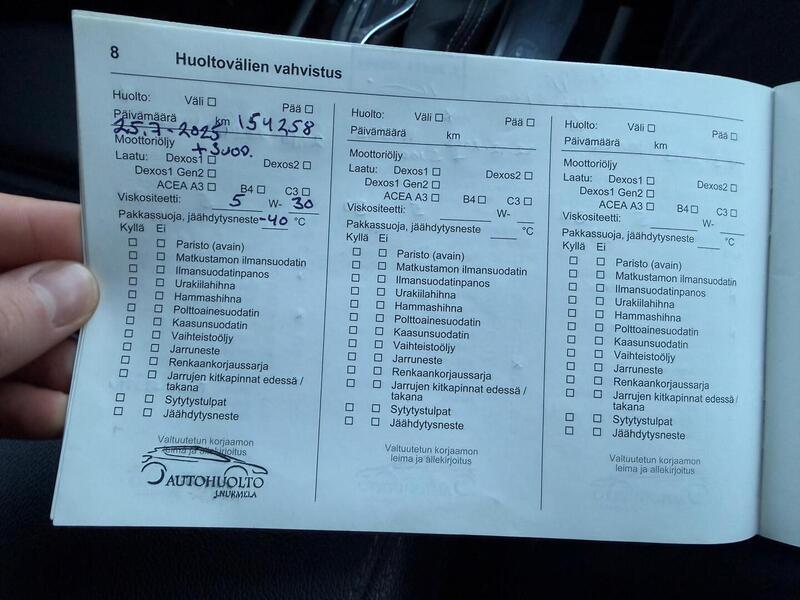 8
Huoltovälien vahvistus
Huolto: Väli Pää
Päivämäärä km 154258
25.7-2025
+3000.
Moottoriöljy
Laatu: Dexos1 Dexos2
Dexos1 Gen2
ACEA A3 B4 C3
Viskositeetti: 5 W- 30
Pakkassuoja, jäähdytysneste -40 °C
Kyllä Ei
Paristo (avain)
Matkustamon ilmansuodatin
Ilmansuodatinpanos
Urakiilahihna
Hammashihna
Polttoainesuodatin
Kaasunsuodatin
Vaihteistoöljy
Jarruneste
Renkaankorjaussarja
Jarrujen kitkapinnat edessä /
takana
Sytytystulpat
Jäähdytysneste
Valtuutetun korjaamon
leima ja allekirjoitus
AUTOHUOLTO
J.NURMELA
Huolto: Väli Pää
Päivämäärä km
Moottoriöljy
Laatu: Dexos1 Dexos2
Dexos1 Gen2
ACEA A3 B4 C3
Viskositeetti: W-
Pakkassuoja, jäähdytysneste °C
Kyllä Ei
Paristo (avain)
Matkustamon ilmansuodatin
Ilmansuodatinpanos
Urakiilahihna
Hammashihna
Polttoainesuodatin
Kaasunsuodatin
Vaihteistoöljy
Jarruneste
Renkaankorjaussarja
Jarrujen kitkapinnat edessä /
takana
Sytytystulpat
Jäähdytysneste
Valtuutetun korjaamon
leima ja allekirjoitus
Huolto: Väli Pää
Päivämäärä km
Moottoriöljy
Laatu: Dexos1 Dexos2
Dexos1 Gen2
ACEA A3 B4 C3
Viskositeetti: W-
Pakkassuoja, jäähdytysneste °C
Kyllä Ei
Paristo (avain)
Matkustamon ilmansuodatin
Ilmansuodatinpanos
Urakiilahihna
Hammashihna
Polttoainesuodatin
Kaasunsuodatin
Vaihteistoöljy
Jarruneste
Renkaankorjaussarja
Jarrujen kitkapinnat edessä /
takana
Sytytystulpat
Jäähdytysneste
Valtuutetun korjaamon
leima ja allekirjoitus